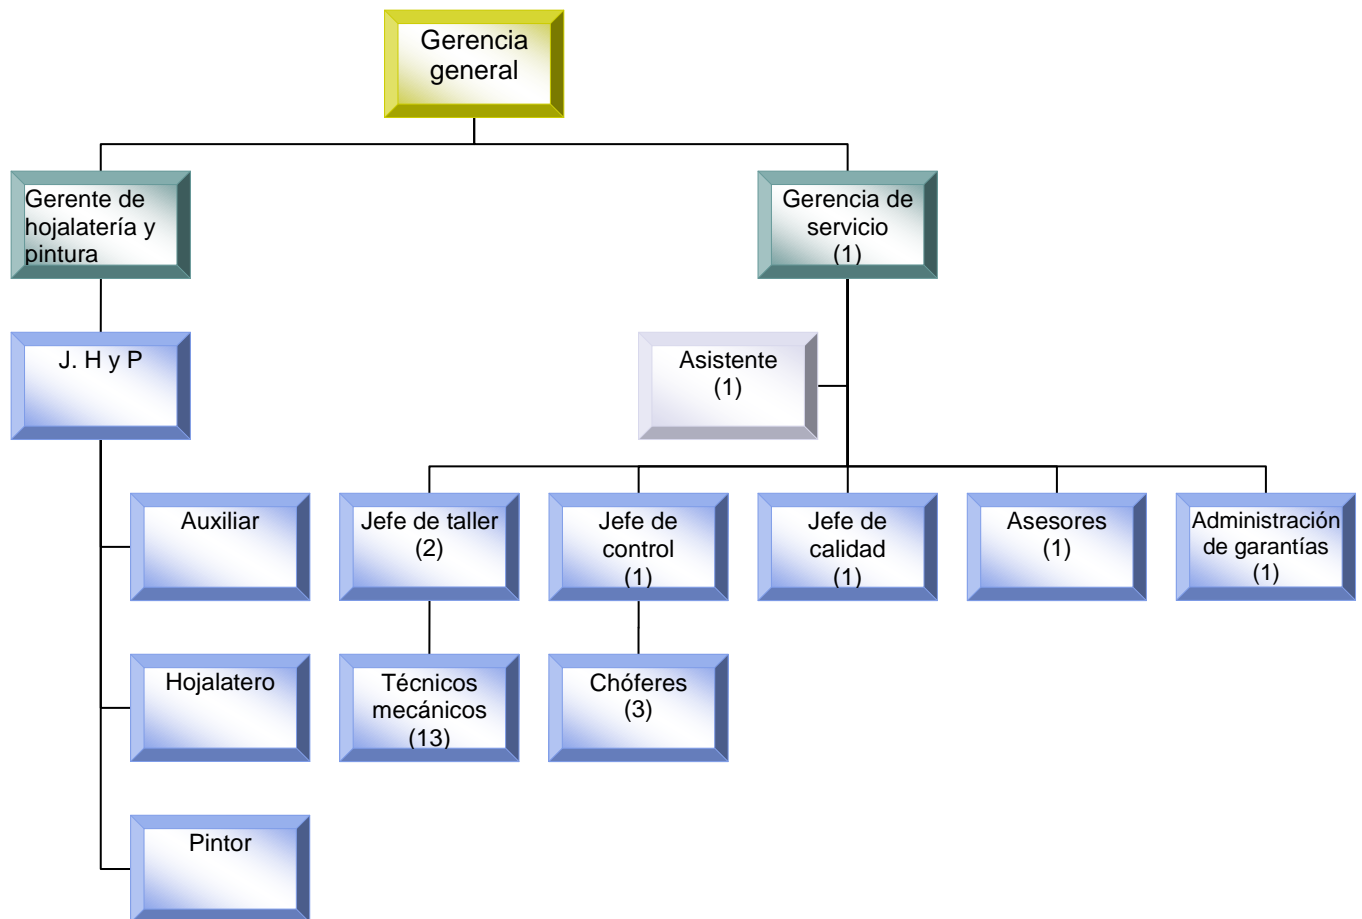 Gerencia
general
Gerente de
hojalatería y
pintura
Gerencia de
servicio
(1)
J. H y P
Asistente
(1)
Auxiliar
Jefe de taller
(2)
Jefe de
control
(1)
Jefe de
calidad
(1)
Asesores
(1)
Administración
de garantías
(1)
Hojalatero
Técnicos
mecánicos
(13)
Chóferes
(3)
Pintor